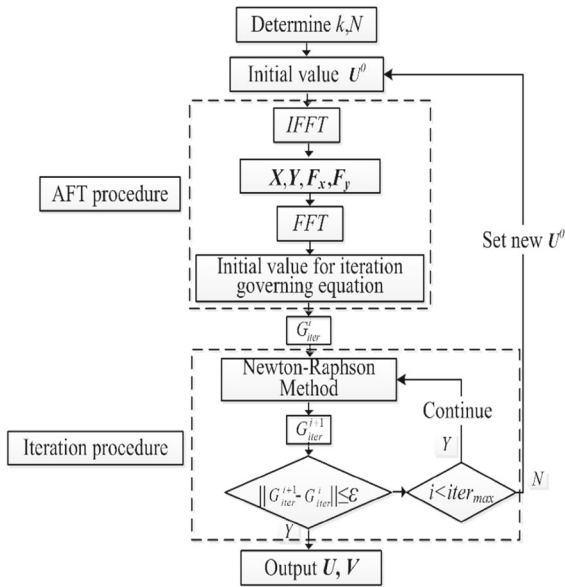 Determine k,N
Initial value U⁰
IFFT
X,Y,Fₓ,Fᵧ
AFT procedure
FFT
Set new U⁰
Initial value for iteration
governing equation
Gⁱᵢₜₑᵣ
Newton-Raphson
Method
Continue
Gⁱ⁺¹ᵢₜₑᵣ
Iteration procedure
Y
N
||Gⁱ⁺¹ᵢₜₑᵣ-Gⁱᵢₜₑᵣ||≤ε
i<iterₘₐₓ
Y
Output U, V